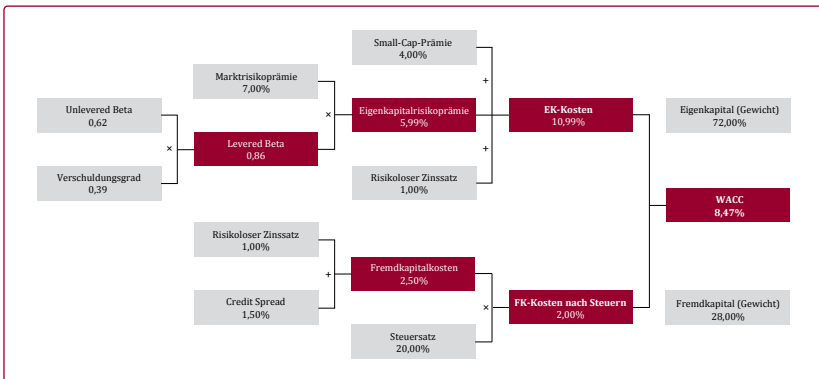 Small-Cap-Prämie
4,00%
+
Marktrisikoprämie
7,00%
×
Unlevered Beta
0,62
Eigenkapitalrisikoprämie
5,99%
EK-Kosten
10,99%
Eigenkapital (Gewicht)
72,00%
×
Levered Beta
0,86
+
Verschuldungsgrad
0,39
Risikoloser Zinssatz
1,00%
WACC
8,47%
Risikoloser Zinssatz
1,00%
+
Fremdkapitalkosten
2,50%
Credit Spread
1,50%
×
FK-Kosten nach Steuern
2,00%
Fremdkapital (Gewicht)
28,00%
Steuersatz
20,00%